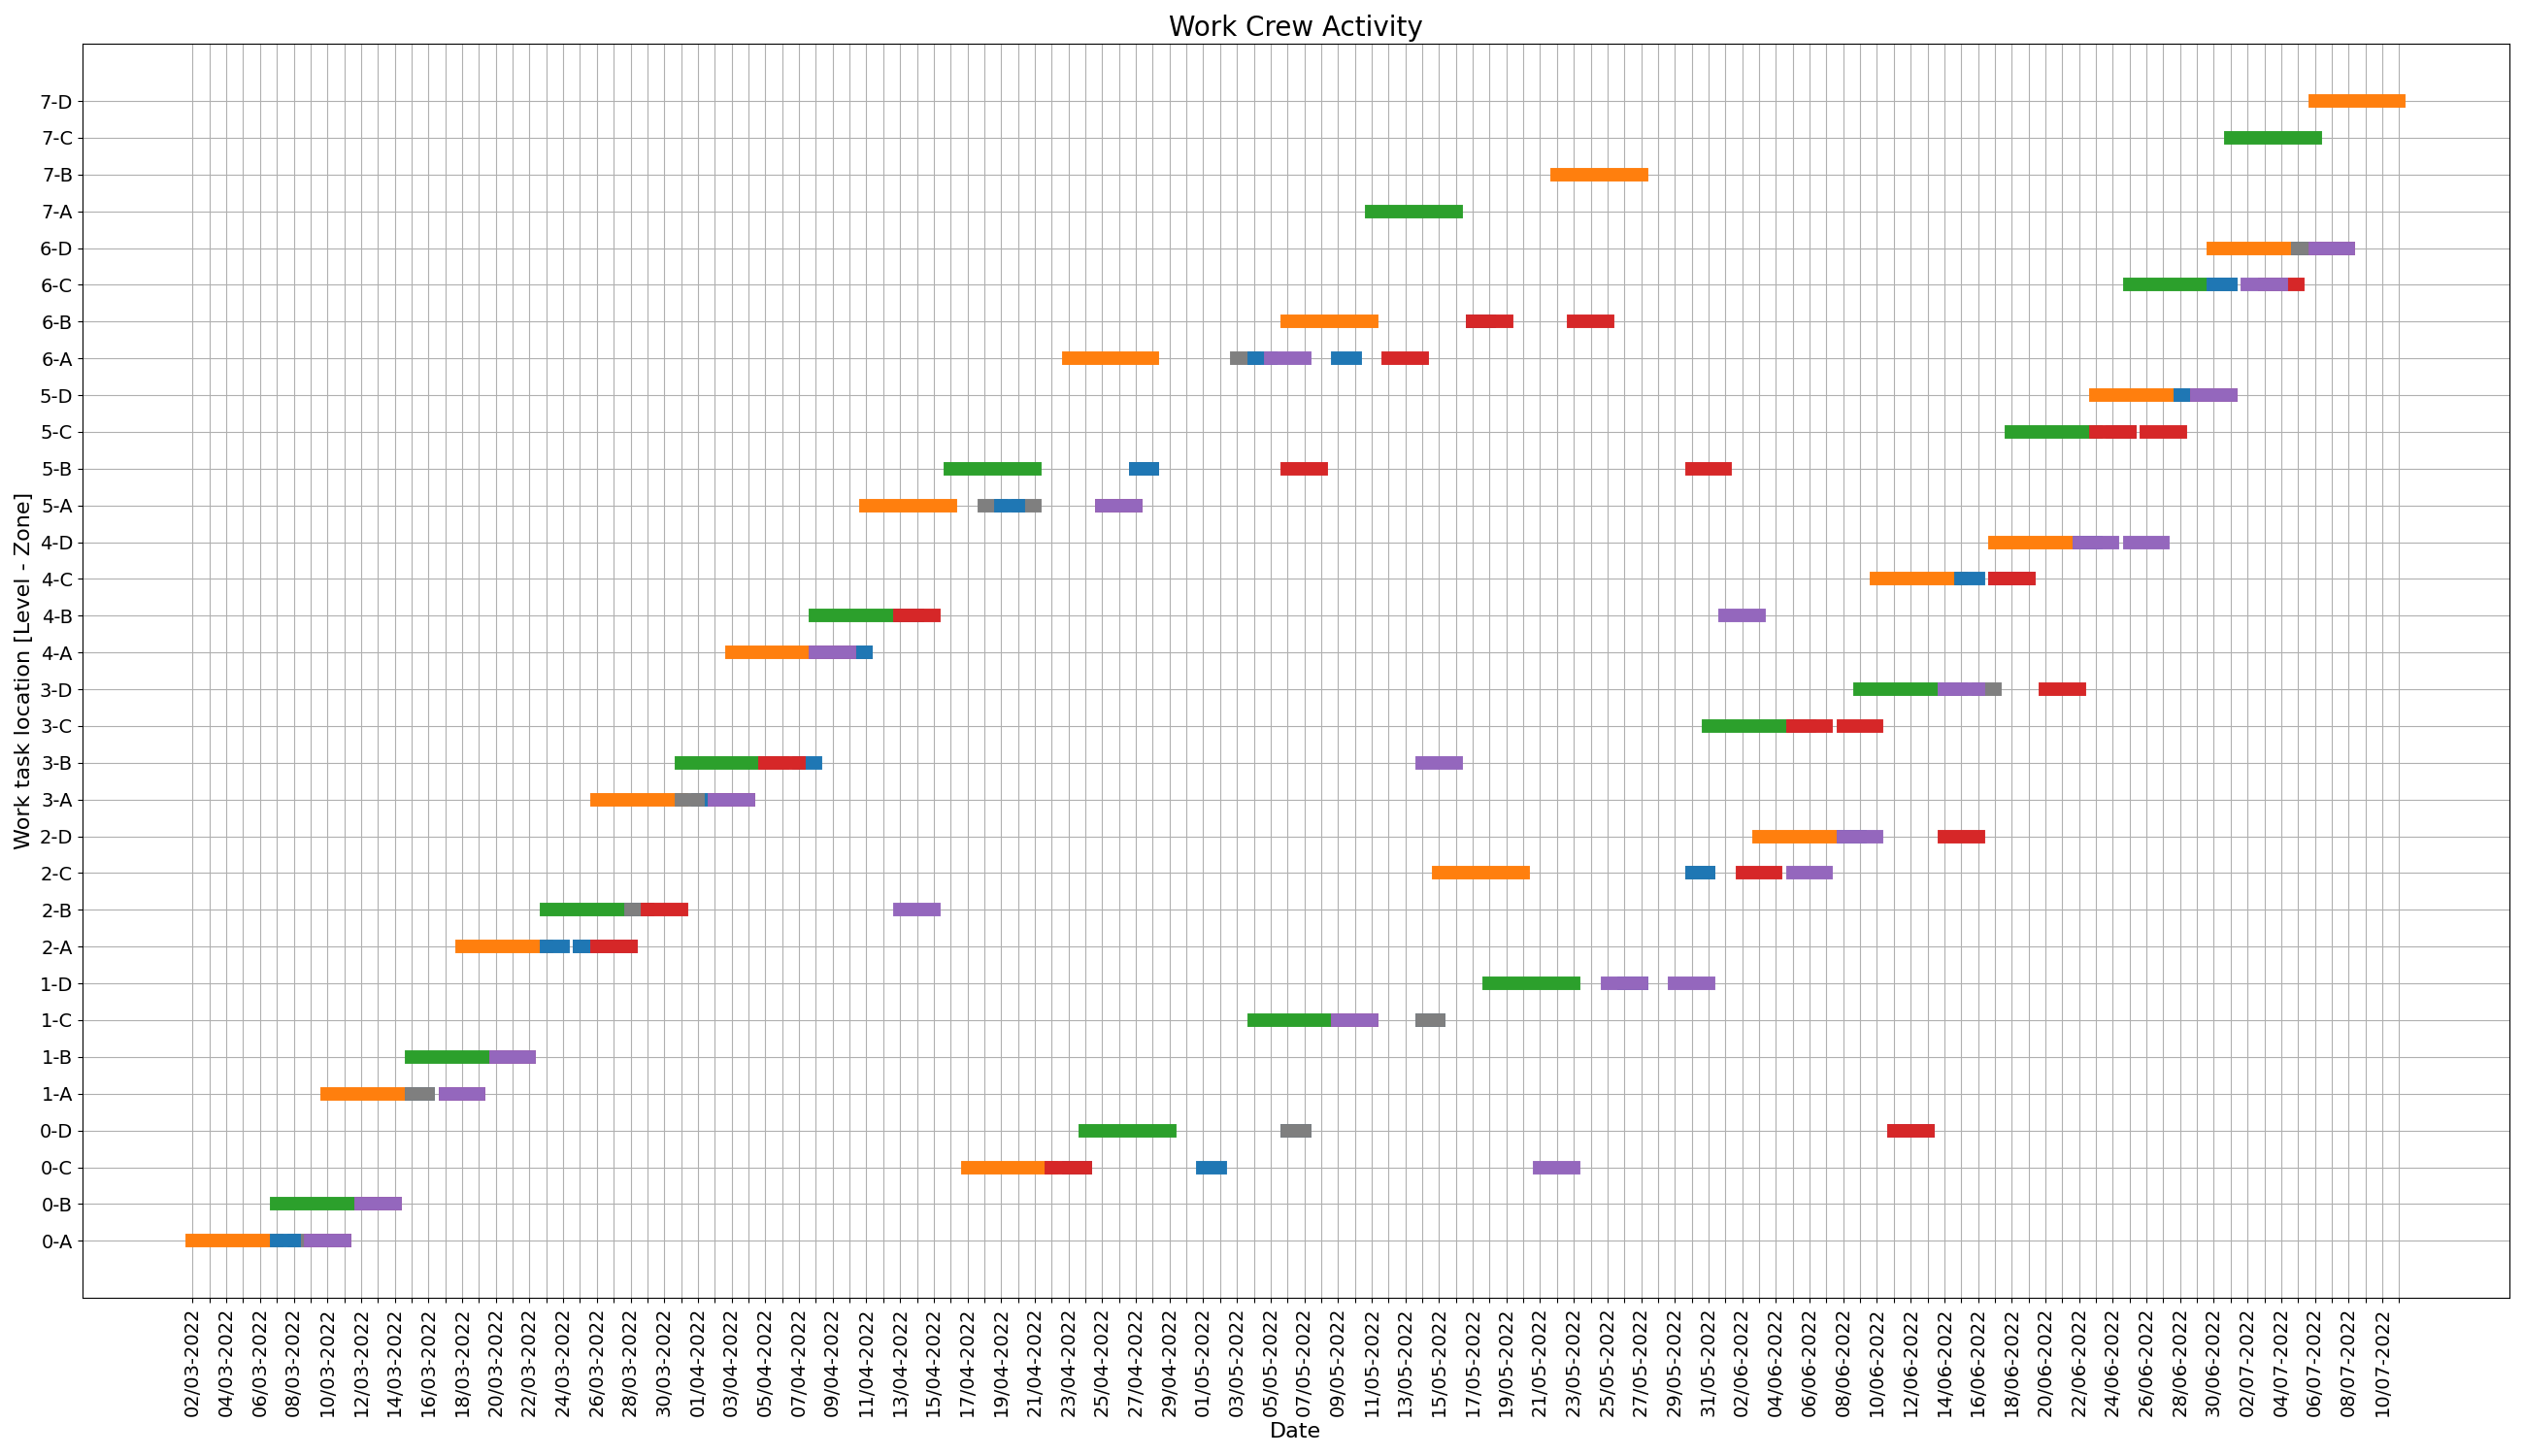 Work Crew Activity
Work task location [Level - Zone]
7-D
7-C
7-B
7-A
6-D
6-C
6-B
6-A
5-D
5-C
5-B
5-A
4-D
4-C
4-B
4-A
3-D
3-C
3-B
3-A
2-D
2-C
2-B
2-A
1-D
1-C
1-B
1-A
0-D
0-C
0-B
0-A
02/03-2022
04/03-2022
06/03-2022
08/03-2022
10/03-2022
12/03-2022
14/03-2022
16/03-2022
18/03-2022
20/03-2022
22/03-2022
24/03-2022
26/03-2022
28/03-2022
30/03-2022
01/04-2022
03/04-2022
05/04-2022
07/04-2022
09/04-2022
11/04-2022
13/04-2022
15/04-2022
17/04-2022
19/04-2022
21/04-2022
23/04-2022
25/04-2022
27/04-2022
29/04-2022
01/05-2022
03/05-2022
05/05-2022
07/05-2022
09/05-2022
11/05-2022
13/05-2022
15/05-2022
17/05-2022
19/05-2022
21/05-2022
23/05-2022
25/05-2022
27/05-2022
29/05-2022
31/05-2022
02/06-2022
04/06-2022
06/06-2022
08/06-2022
10/06-2022
12/06-2022
14/06-2022
16/06-2022
18/06-2022
20/06-2022
22/06-2022
24/06-2022
26/06-2022
28/06-2022
30/06-2022
02/07-2022
04/07-2022
06/07-2022
08/07-2022
10/07-2022
Date